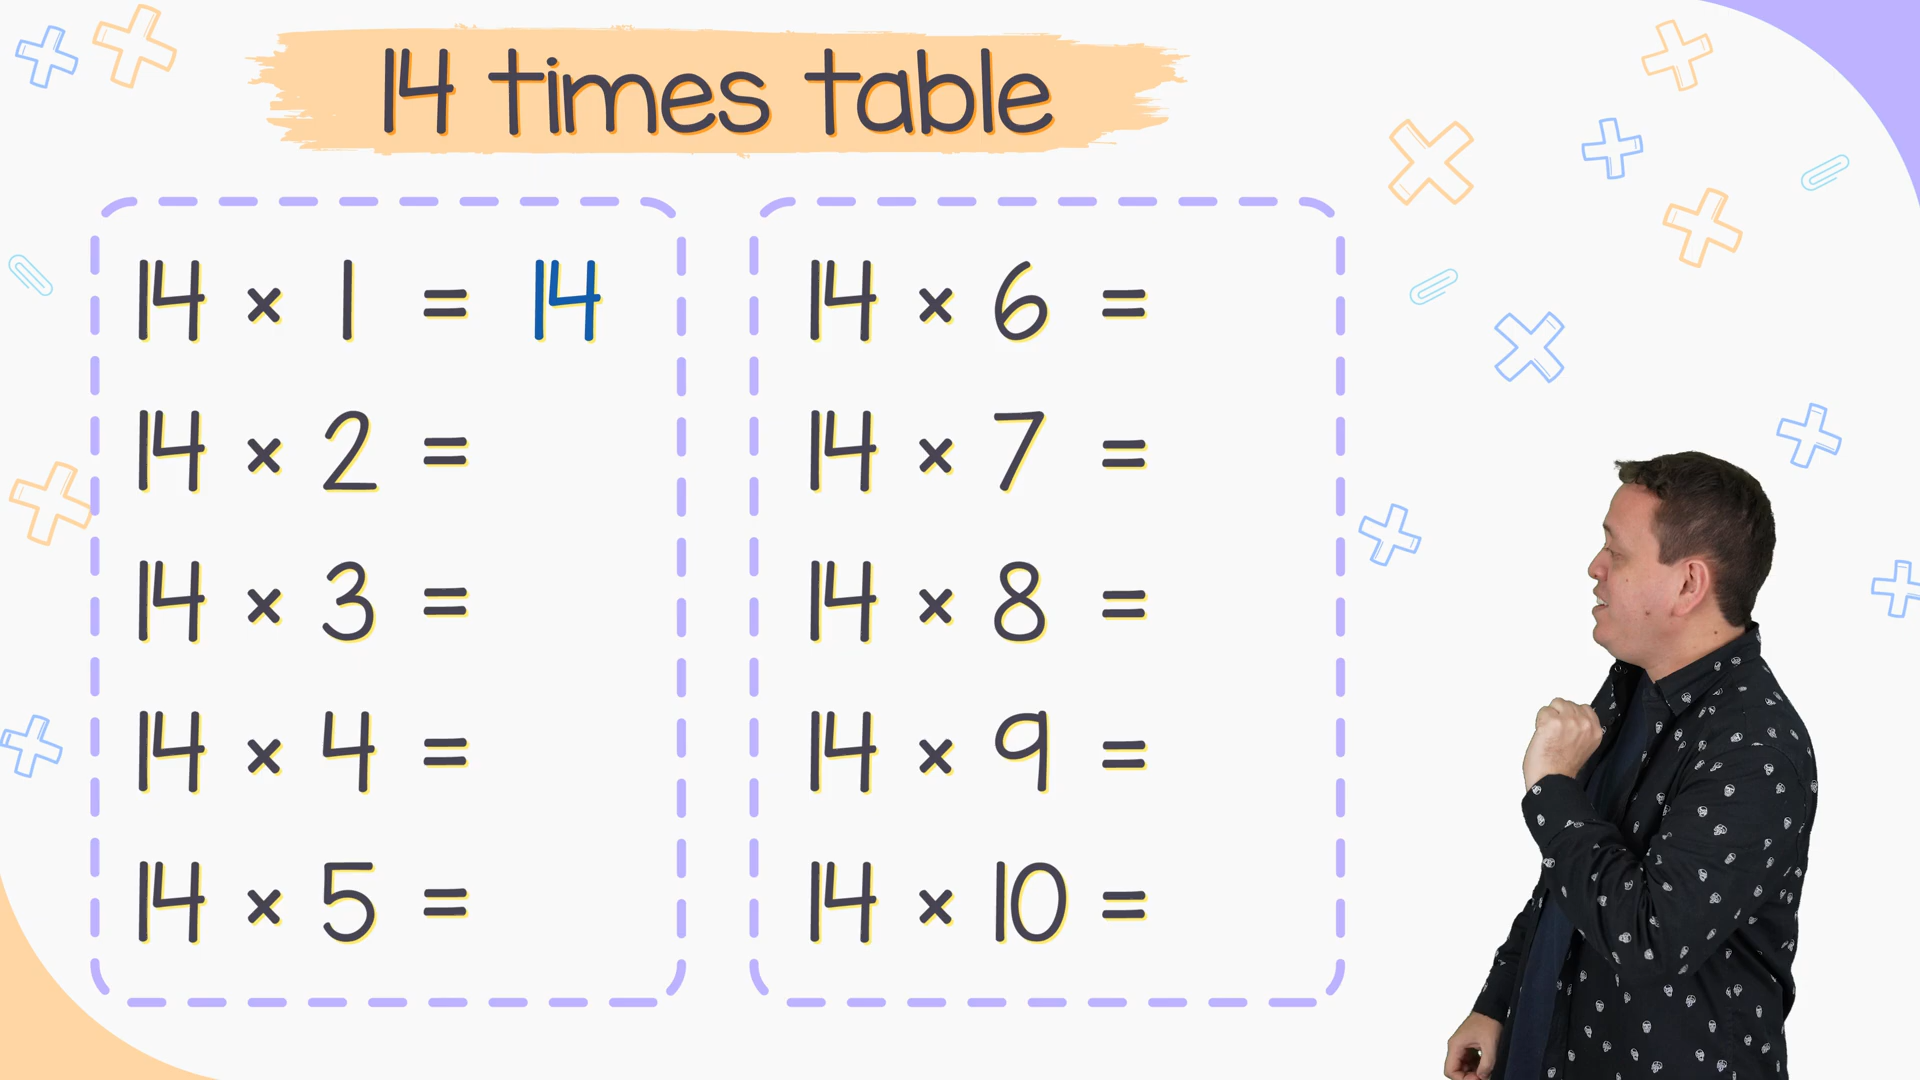 14 times table
14 × 1 = 14
14 × 2 =
14 × 3 =
14 × 4 =
14 × 5 =
14 × 6 =
14 × 7 =
14 × 8 =
14 × 9 =
14 × 10 =